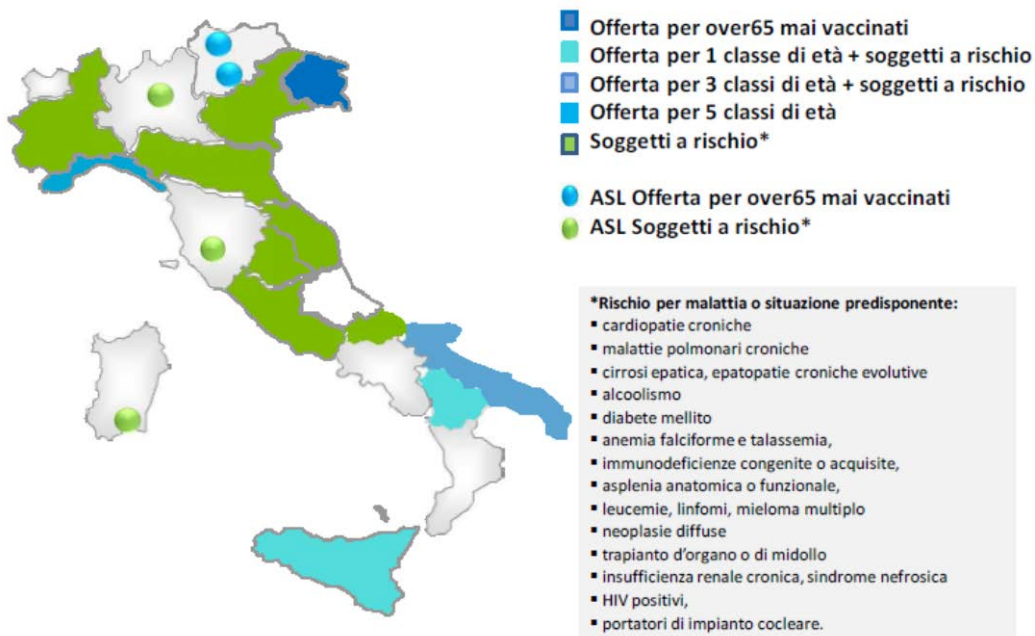 Offerta per over65 mai vaccinati
Offerta per 1 classe di età + soggetti a rischio
Offerta per 3 classi di età + soggetti a rischio
Offerta per 5 classi di età
Soggetti a rischio*
ASL Offerta per over65 mai vaccinati
ASL Soggetti a rischio*
*Rischio per malattia o situazione predisponente:
▪ cardiopatie croniche
▪ malattie polmonari croniche
▪ cirrosi epatica, epatopatie croniche evolutive
▪ alcoolismo
▪ diabete mellito
▪ anemia falciforme e talassemia,
▪ immunodeficienze congenite o acquisite,
▪ asplenia anatomica o funzionale,
▪ leucemie, linfomi, mieloma multiplo
▪ neoplasie diffuse
▪ trapianto d'organo o di midollo
▪ insufficienza renale cronica, sindrome nefrosica
▪ HIV positivi,
▪ portatori di impianto cocleare.